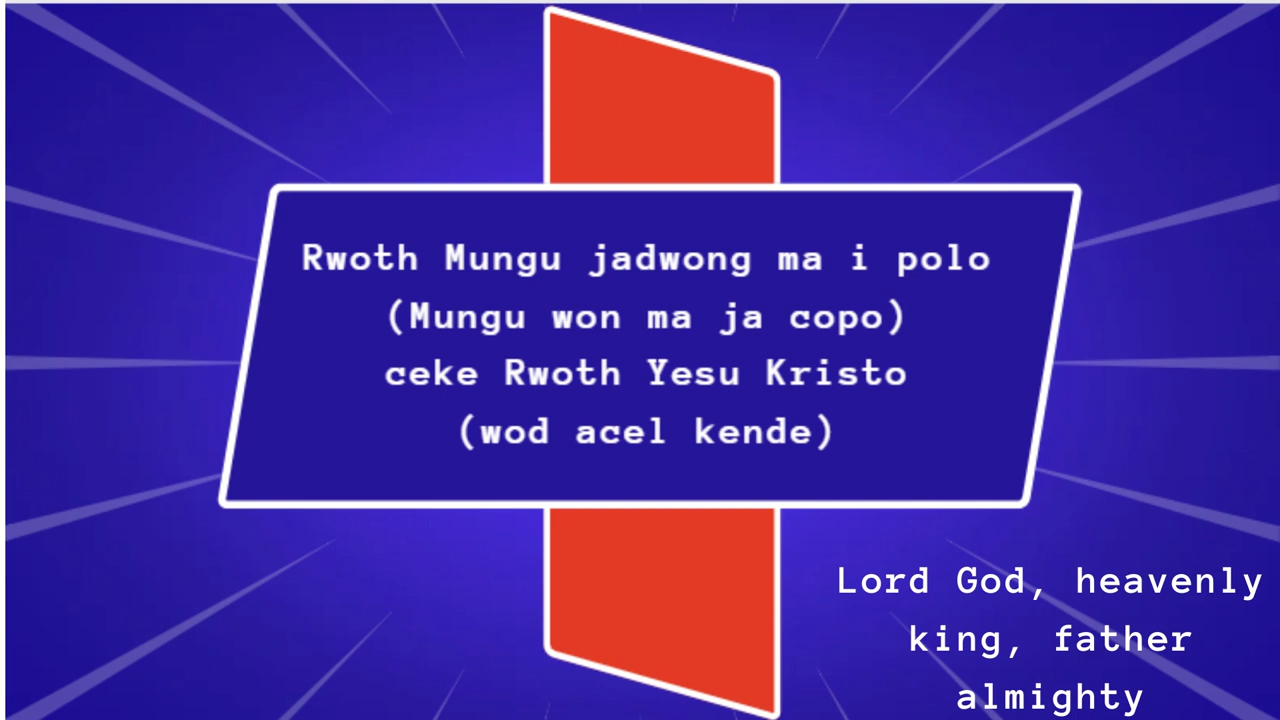 Rwoth Mungu jadwong ma i polo
(Mungu won ma ja copo)
ceke Rwoth Yesu Kristo
(wod acel kende)
Lord God, heavenly
king, father
almighty